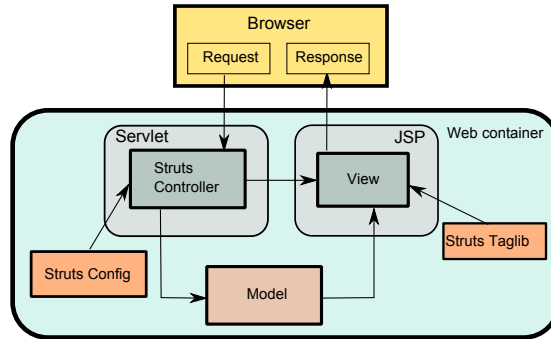 Browser
Request
Response
Servlet
JSP
Web container
Struts
Controller
View
Struts Config
Model
Struts Taglib